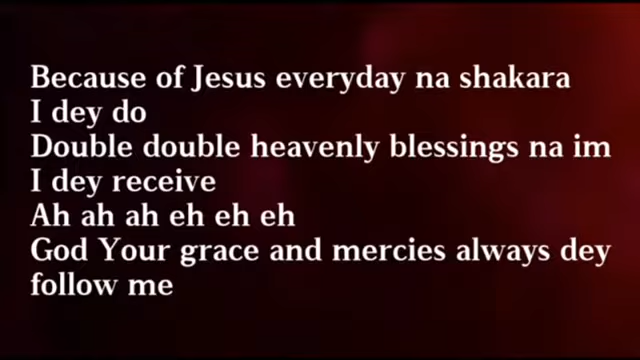 Because of Jesus everyday na shakara
I dey do
Double double heavenly blessings na im
I dey receive
Ah ah ah eh eh eh
God Your grace and mercies always dey
follow me